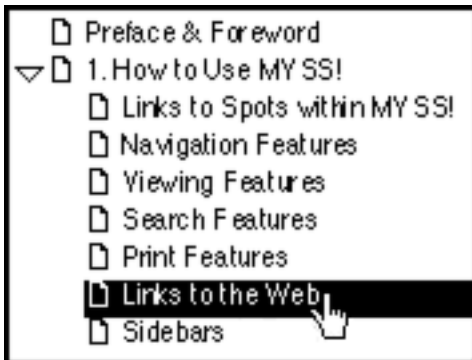 Preface & Foreword
1. How to Use MY SS!
Links to Spots within MY SS!
Navigation Features
Viewing Features
Search Features
Print Features
Links to the Web
Sidebars